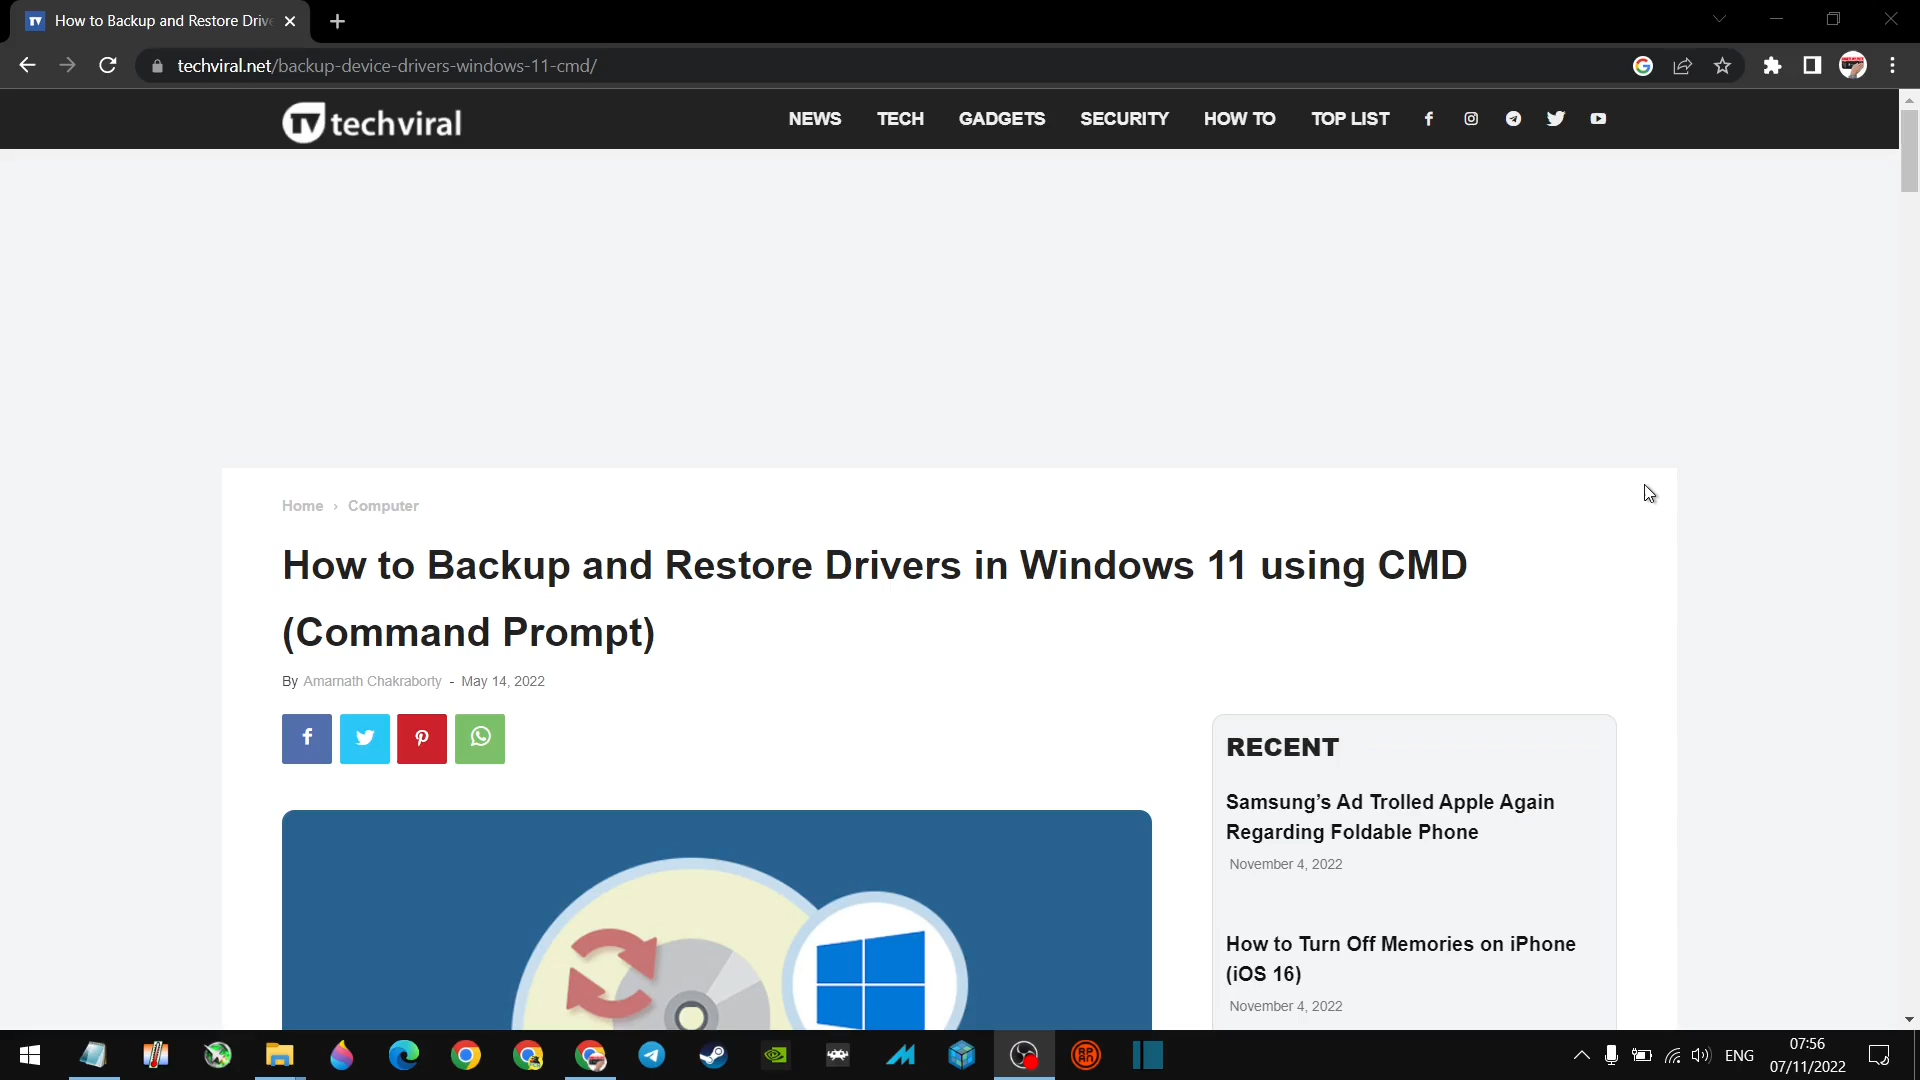 How to Backup and Restore Driv
techviral.net/backup-device-drivers-windows-11-cmd/
TV techviral
NEWS TECH GADGETS SECURITY HOW TO TOP LIST
Home › Computer
How to Backup and Restore Drivers in Windows 11 using CMD
(Command Prompt)
By Amarnath Chakraborty - May 14, 2022
RECENT
Samsung’s Ad Trolled Apple Again
Regarding Foldable Phone
November 4, 2022
How to Turn Off Memories on iPhone
(iOS 16)
November 4, 2022
ENG
07:56
07/11/2022